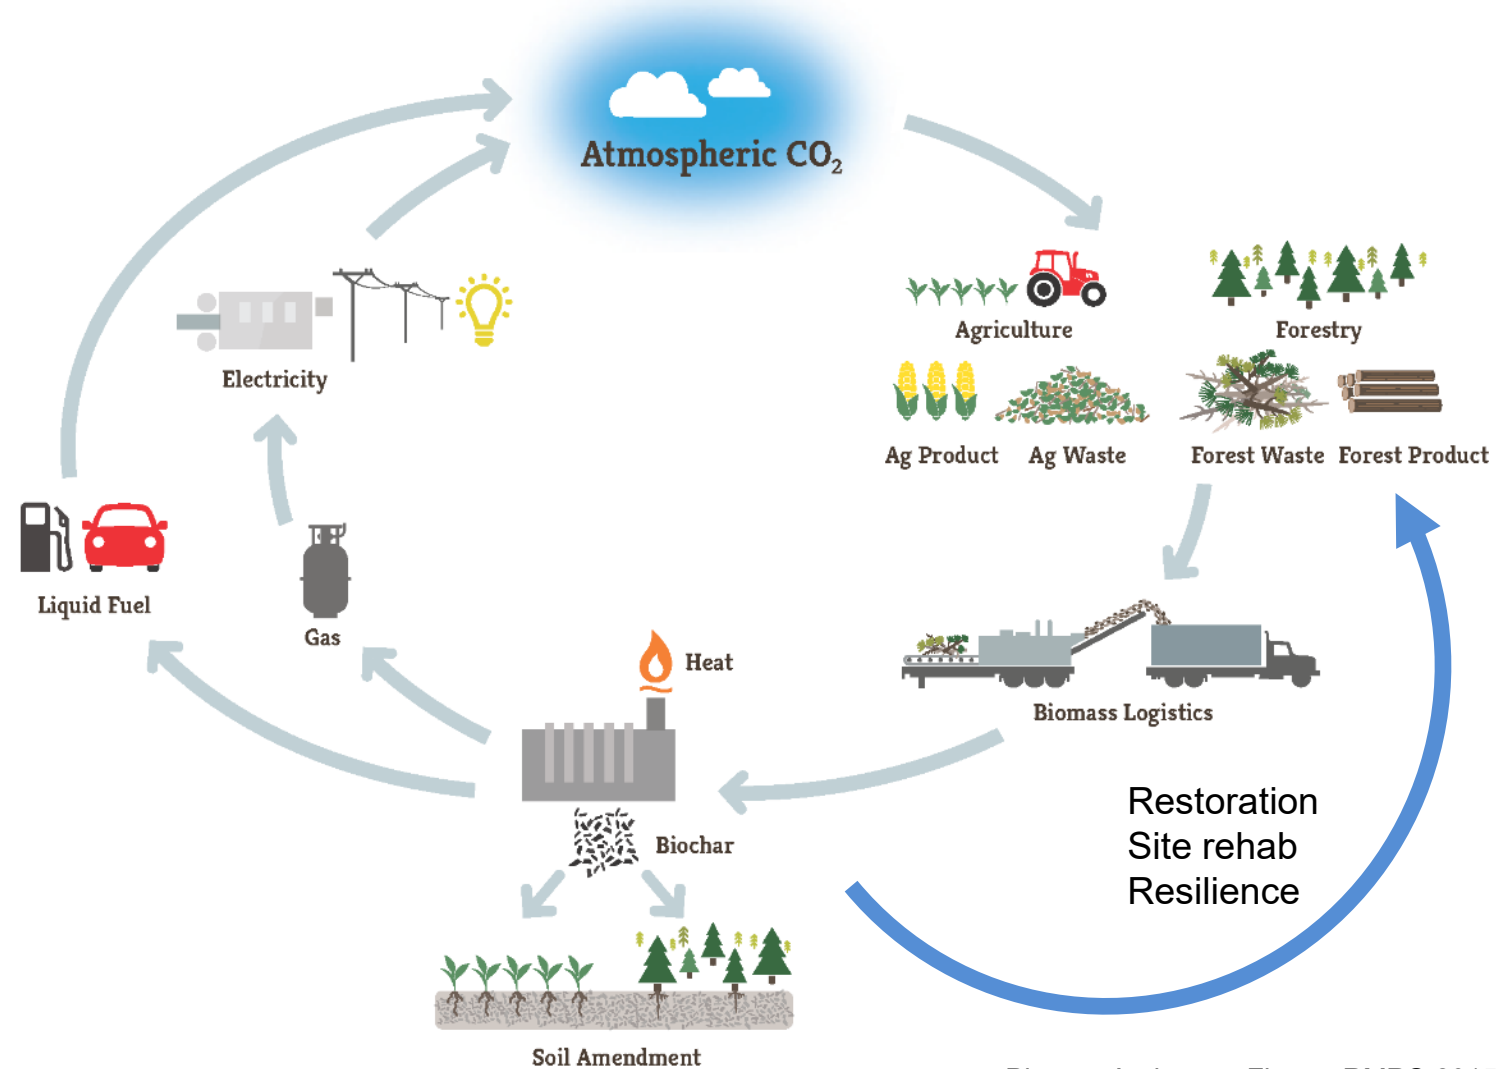 Atmospheric CO₂
Agriculture
Forestry
Electricity
Ag Product
Ag Waste
Forest Waste
Forest Product
Liquid Fuel
Gas
Heat
Biomass Logistics
Restoration
Site rehab
Resilience
Biochar
Soil Amendment